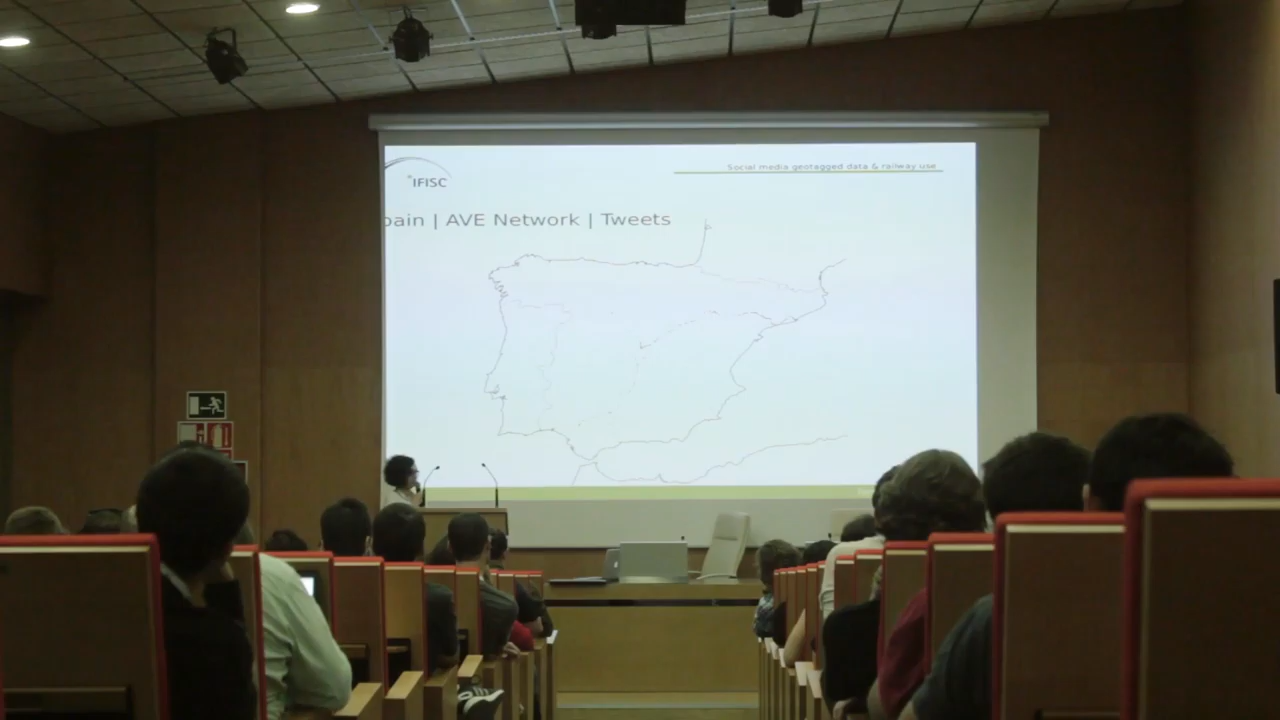 Social media geotagged data & railway use
IFISC
pain | AVE Network | Tweets